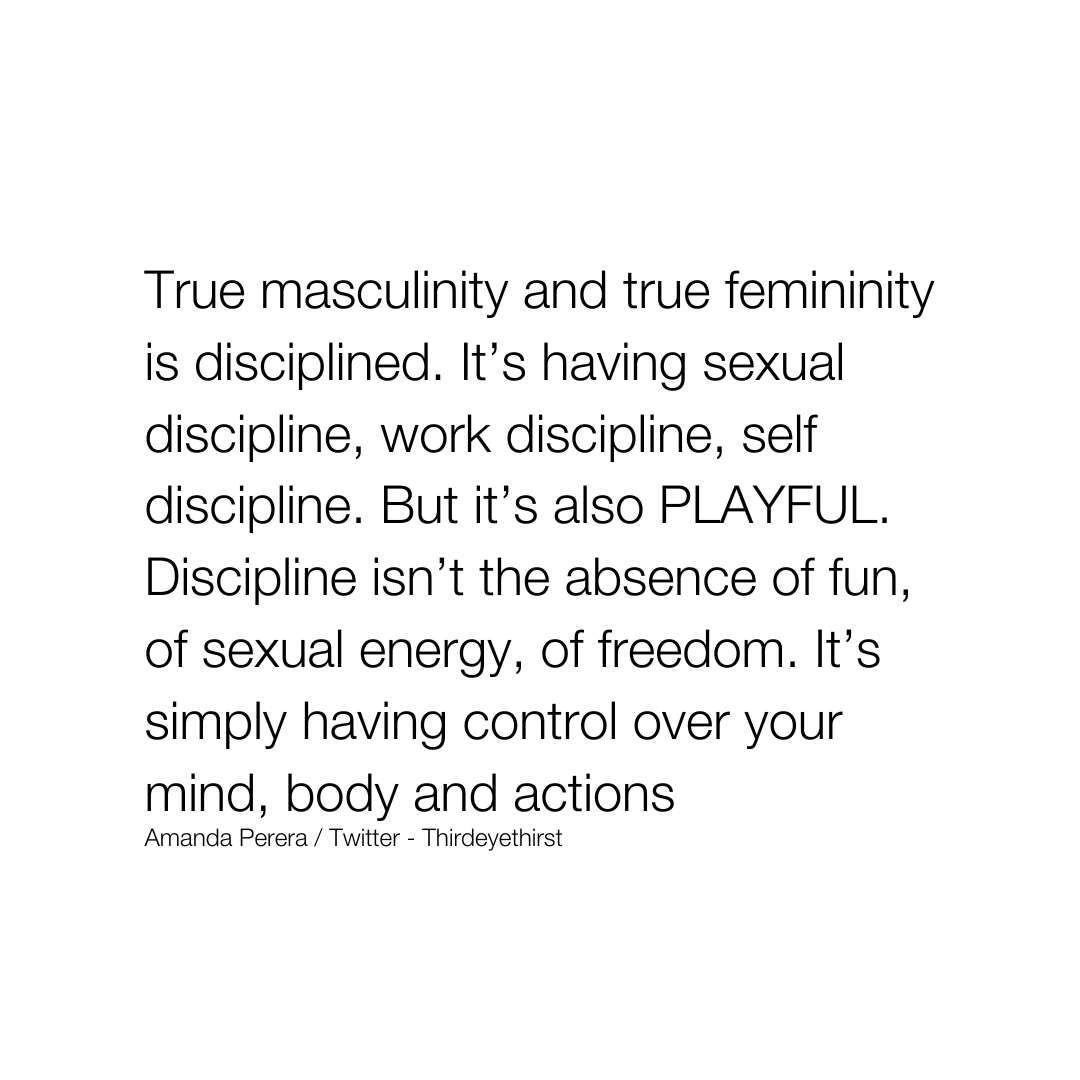 True masculinity and true femininity
is disciplined. It’s having sexual
discipline, work discipline, self
discipline. But it’s also PLAYFUL.
Discipline isn’t the absence of fun,
of sexual energy, of freedom. It’s
simply having control over your
mind, body and actions
Amanda Perera / Twitter - Thirdeyethirst